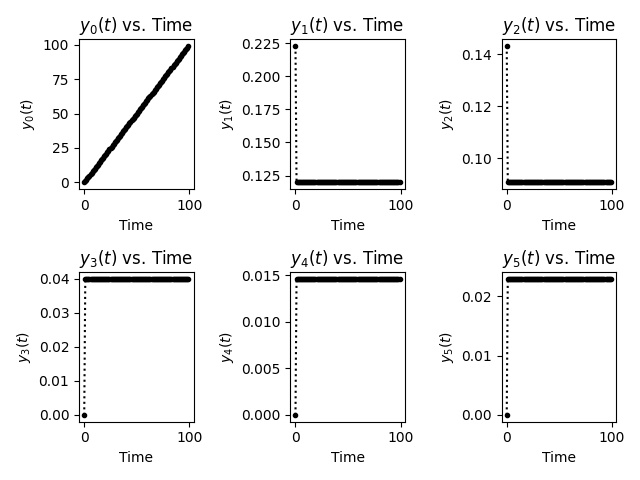 y₀(t) vs. Time
y₁(t) vs. Time
y₂(t) vs. Time
100
75
50
25
0
y₀(t)
0 100
Time
0.225
0.200
0.175
0.150
0.125
y₁(t)
0 100
Time
0.14
0.12
0.10
y₂(t)
0 100
Time
y₃(t) vs. Time
y₄(t) vs. Time
y₅(t) vs. Time
0.04
0.03
0.02
0.01
0.00
y₃(t)
0 100
Time
0.015
0.010
0.005
0.000
y₄(t)
0 100
Time
0.02
0.01
0.00
y₅(t)
0 100
Time